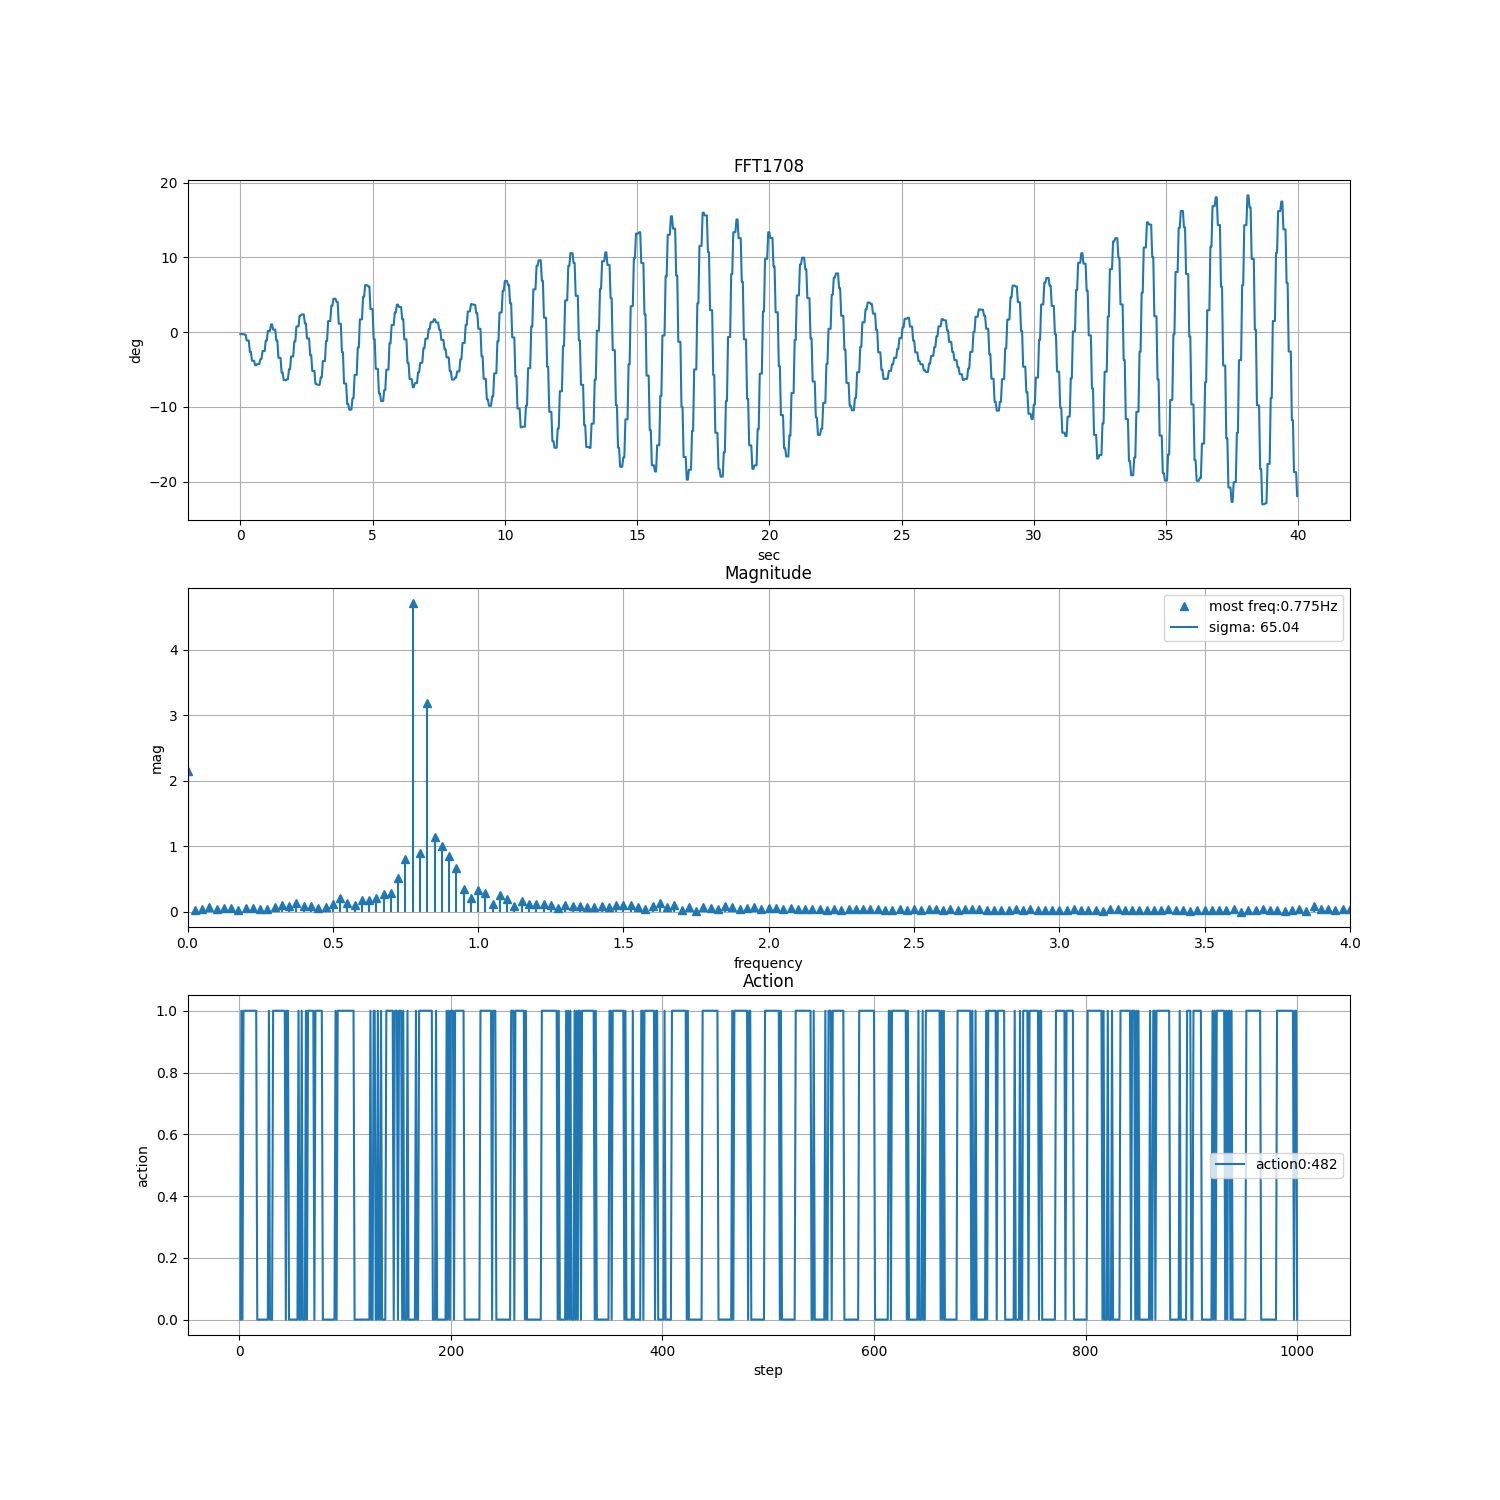 FFT1708
20
10
0
−10
−20
deg
0 5 10 15 20 25 30 35 40
sec
Magnitude
most freq:0.775Hz
sigma: 65.04
4
3
2
1
0
mag
0.0 0.5 1.0 1.5 2.0 2.5 3.0 3.5 4.0
frequency
Action
1.0
0.8
0.6
0.4
0.2
0.0
action
action0:482
0 200 400 600 800 1000
step